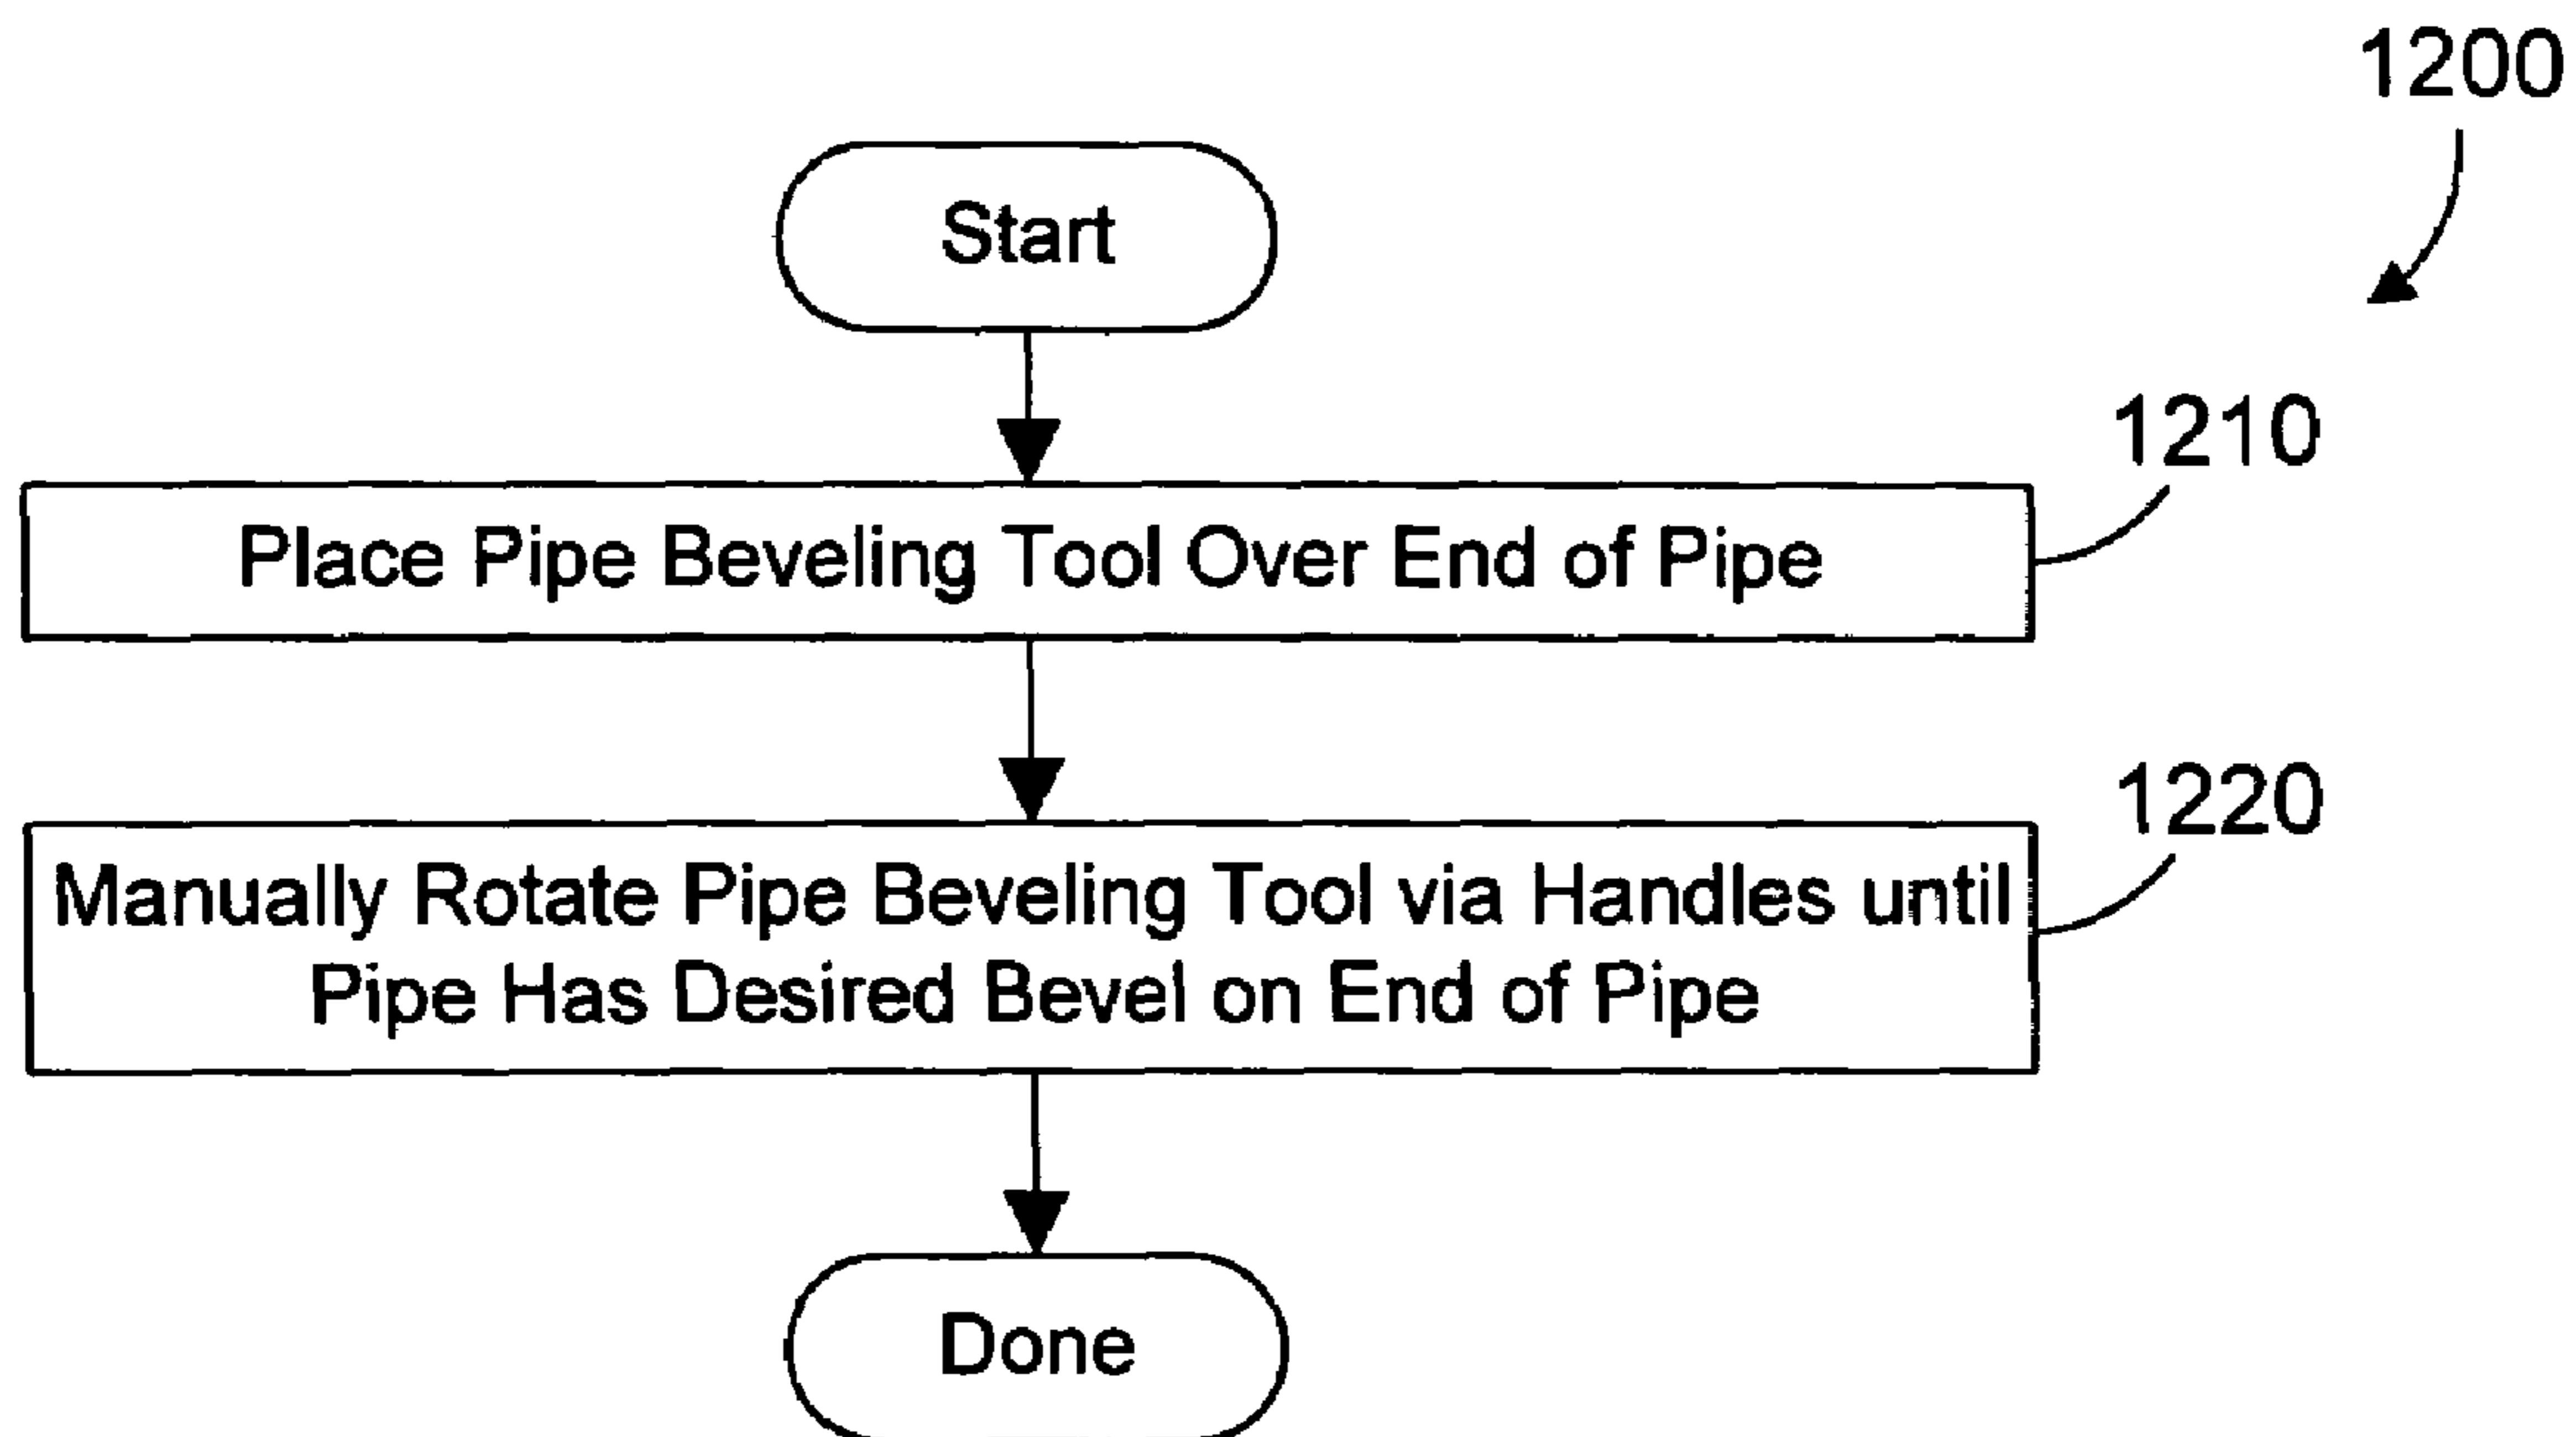 1200
Start
1210
Place Pipe Beveling Tool Over End of Pipe
1220
Manually Rotate Pipe Beveling Tool via Handles until
Pipe Has Desired Bevel on End of Pipe
Done